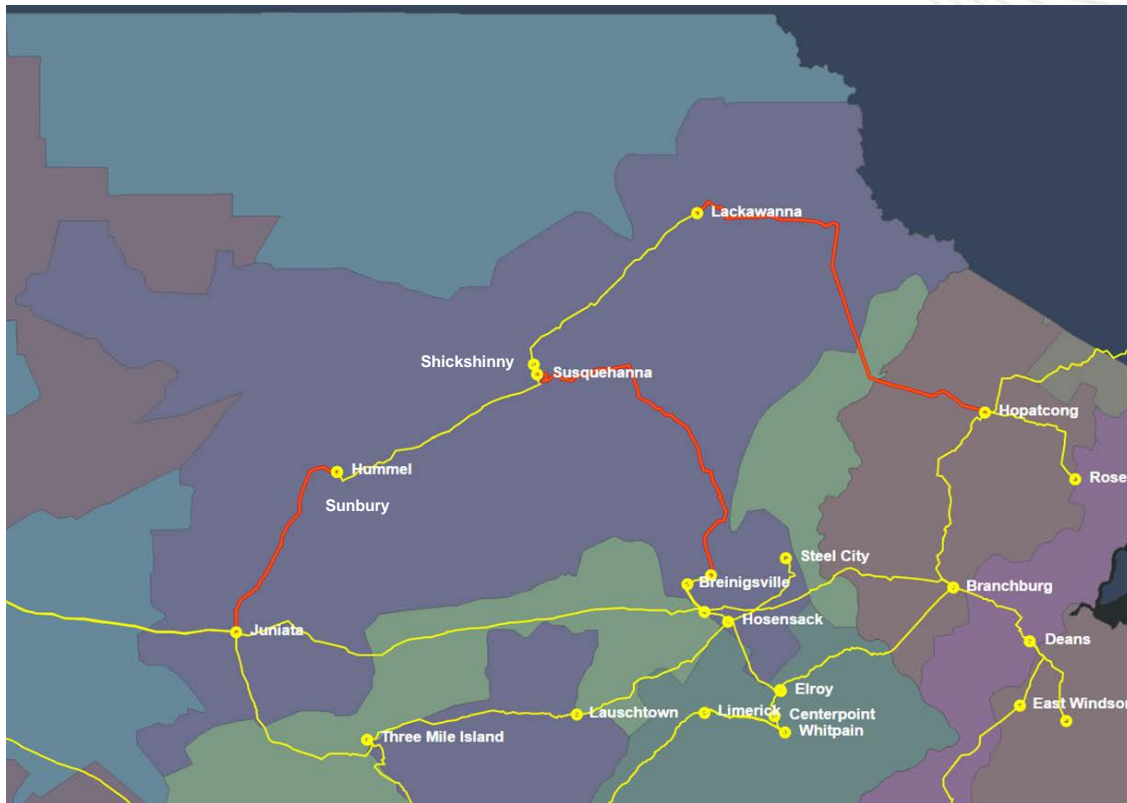 Lackawanna
Shickshinny
Susquehanna
Hopatcong
Hummel
Rose
Sunbury
Steel City
Breinigsville
Branchburg
Hosensack
Juniata
Deans
Elroy
East Windsor
Lauschtown
Limerick
Centerpoint
Whitpain
Three Mile Island